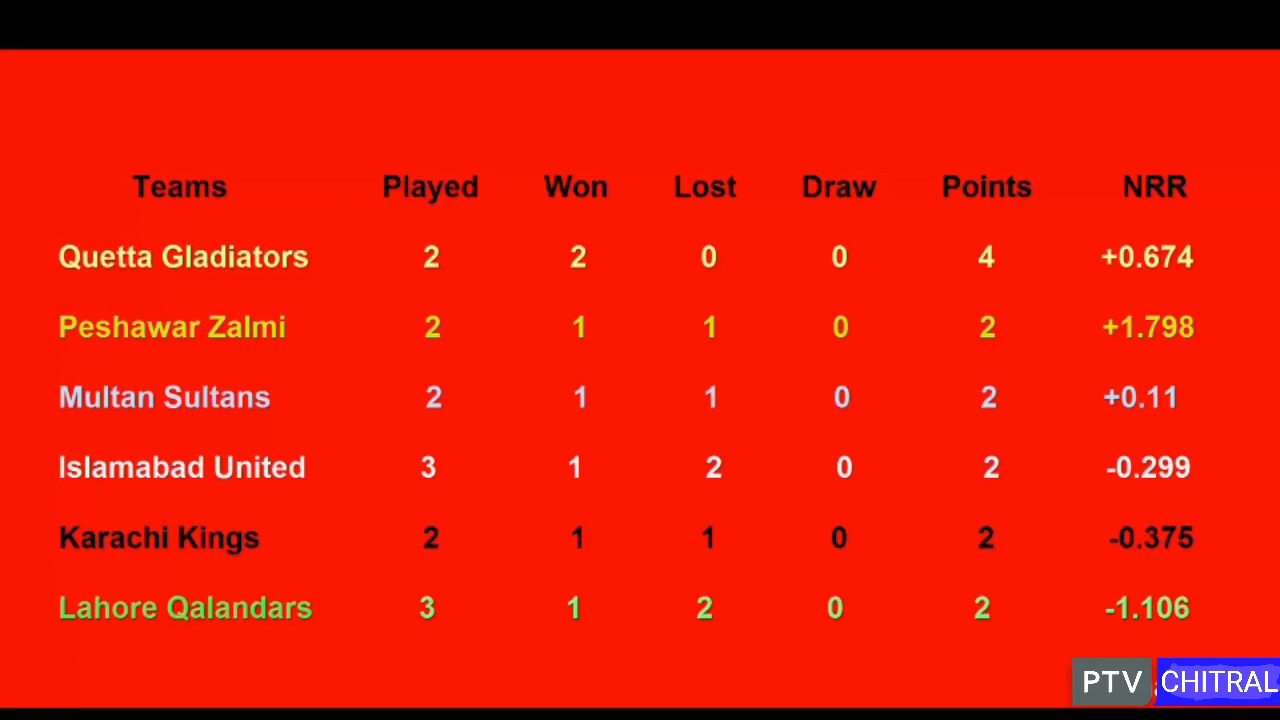 Teams Played Won Lost Draw Points NRR
Quetta Gladiators 2 2 0 0 4 +0.674
Peshawar Zalmi 2 1 1 0 2 +1.798
Multan Sultans 2 1 1 0 2 +0.11
Islamabad United 3 1 2 0 2 -0.299
Karachi Kings 2 1 1 0 2 -0.375
Lahore Qalandars 3 1 2 0 2 -1.106
PTV CHITRAL